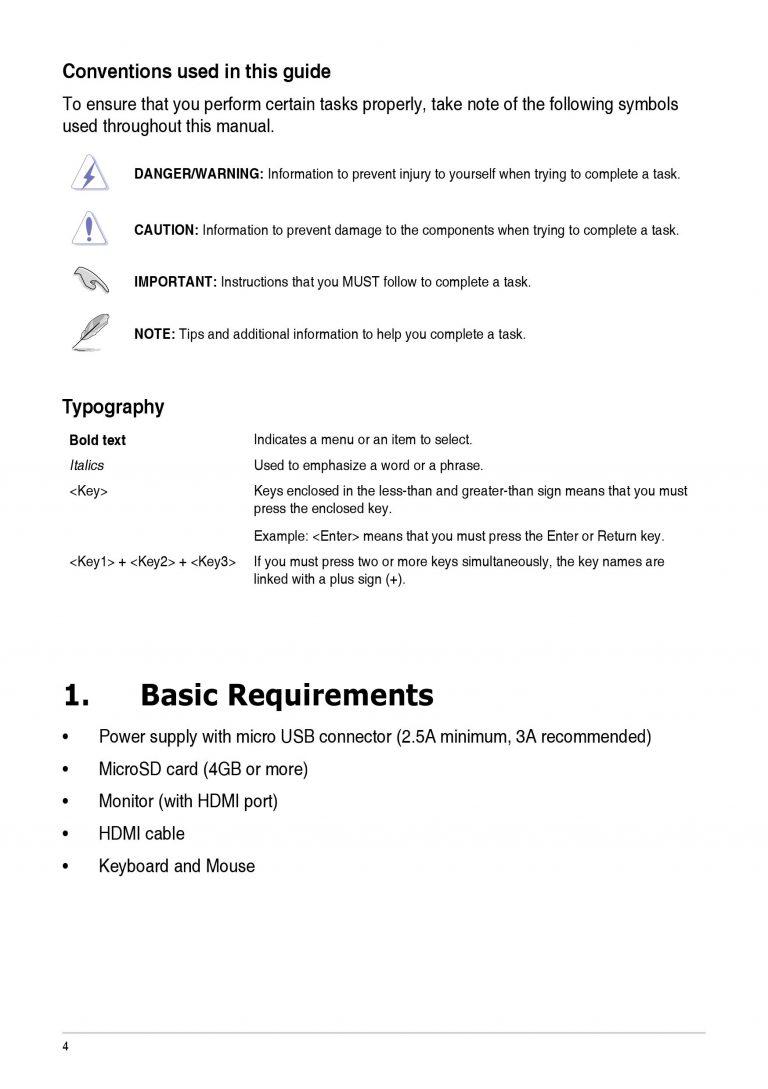 Conventions used in this guide
To ensure that you perform certain tasks properly, take note of the following symbols
used throughout this manual.
DANGER/WARNING: Information to prevent injury to yourself when trying to complete a task.
CAUTION: Information to prevent damage to the components when trying to complete a task.
IMPORTANT: Instructions that you MUST follow to complete a task.
NOTE: Tips and additional information to help you complete a task.
Typography
Bold text Indicates a menu or an item to select.
Italics Used to emphasize a word or a phrase.
<Key> Keys enclosed in the less-than and greater-than sign means that you must
press the enclosed key.
Example: <Enter> means that you must press the Enter or Return key.
<Key1> + <Key2> + <Key3> If you must press two or more keys simultaneously, the key names are
linked with a plus sign (+).
1. Basic Requirements
• Power supply with micro USB connector (2.5A minimum, 3A recommended)
• MicroSD card (4GB or more)
• Monitor (with HDMI port)
• HDMI cable
• Keyboard and Mouse
4